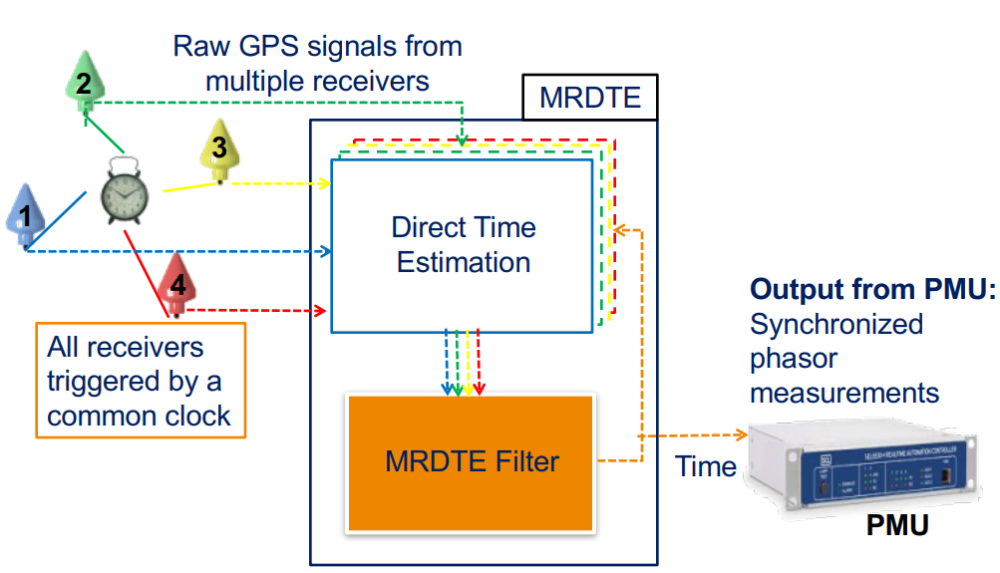 Raw GPS signals from
multiple receivers
MRDTE
2
3
1
4
Direct Time
Estimation
All receivers
triggered by a
common clock
MRDTE Filter
Time
Output from PMU:
Synchronized
phasor
measurements
PMU